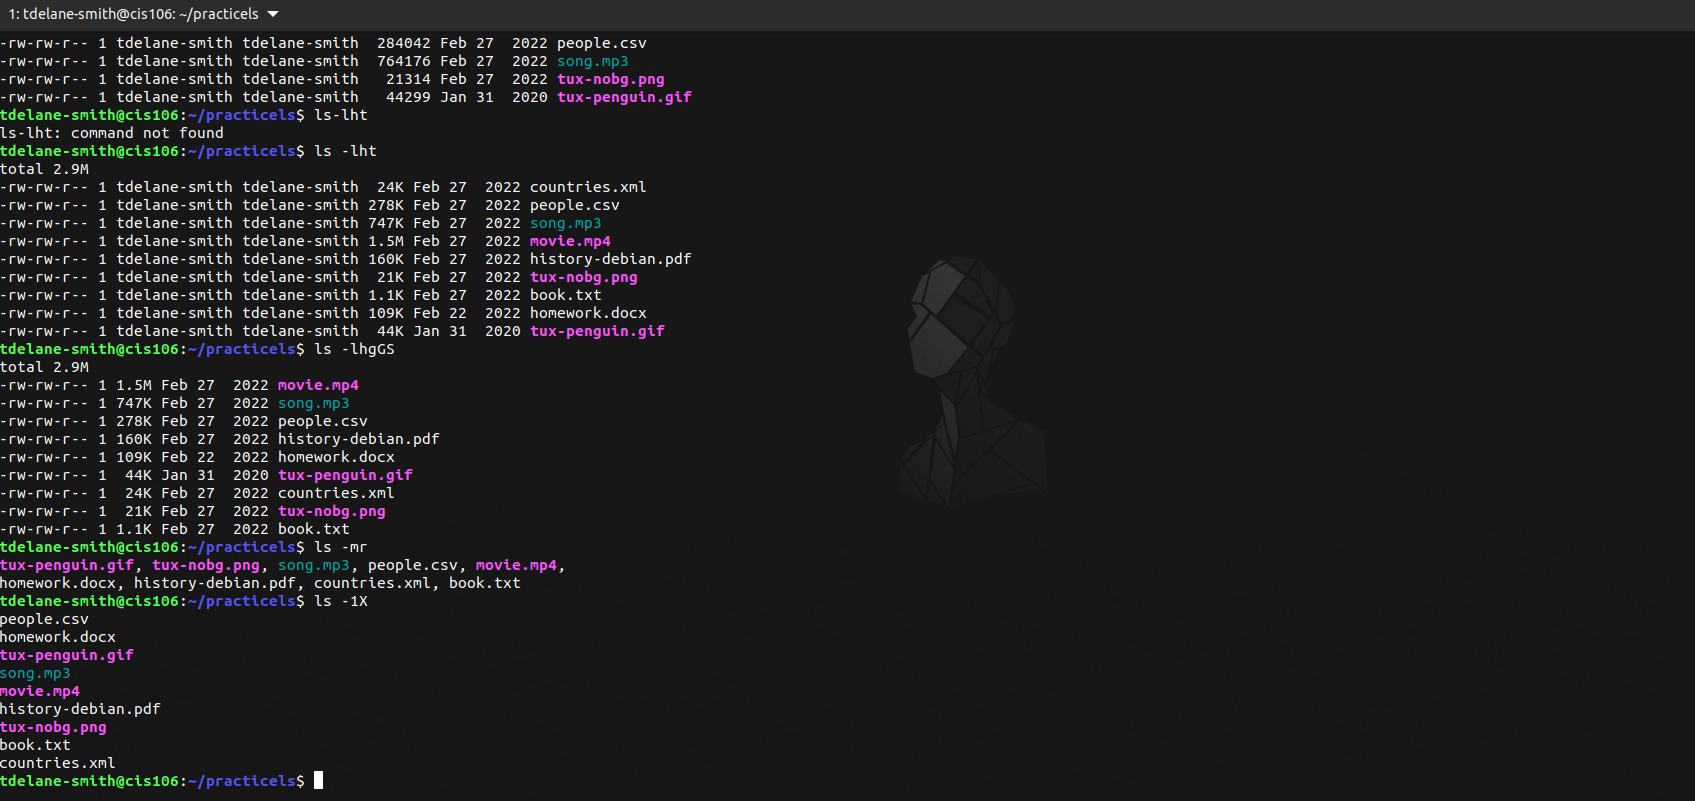 1: tdelane-smith@cis106: ~/practicels
-rw-rw-r-- 1 tdelane-smith tdelane-smith  284042 Feb 27  2022 people.csv
-rw-rw-r-- 1 tdelane-smith tdelane-smith  764176 Feb 27  2022 song.mp3
-rw-rw-r-- 1 tdelane-smith tdelane-smith   21314 Feb 27  2022 tux-nobg.png
-rw-rw-r-- 1 tdelane-smith tdelane-smith   44299 Jan 31  2020 tux-penguin.gif
tdelane-smith@cis106:~/practicels$ ls-lht
ls-lht: command not found
tdelane-smith@cis106:~/practicels$ ls -lht
total 2.9M
-rw-rw-r-- 1 tdelane-smith tdelane-smith  24K Feb 27  2022 countries.xml
-rw-rw-r-- 1 tdelane-smith tdelane-smith 278K Feb 27  2022 people.csv
-rw-rw-r-- 1 tdelane-smith tdelane-smith 747K Feb 27  2022 song.mp3
-rw-rw-r-- 1 tdelane-smith tdelane-smith 1.5M Feb 27  2022 movie.mp4
-rw-rw-r-- 1 tdelane-smith tdelane-smith 160K Feb 27  2022 history-debian.pdf
-rw-rw-r-- 1 tdelane-smith tdelane-smith  21K Feb 27  2022 tux-nobg.png
-rw-rw-r-- 1 tdelane-smith tdelane-smith 1.1K Feb 27  2022 book.txt
-rw-rw-r-- 1 tdelane-smith tdelane-smith 109K Feb 22  2022 homework.docx
-rw-rw-r-- 1 tdelane-smith tdelane-smith  44K Jan 31  2020 tux-penguin.gif
tdelane-smith@cis106:~/practicels$ ls -lhgGS
total 2.9M
-rw-rw-r-- 1 1.5M Feb 27  2022 movie.mp4
-rw-rw-r-- 1 747K Feb 27  2022 song.mp3
-rw-rw-r-- 1 278K Feb 27  2022 people.csv
-rw-rw-r-- 1 160K Feb 27  2022 history-debian.pdf
-rw-rw-r-- 1 109K Feb 22  2022 homework.docx
-rw-rw-r-- 1  44K Jan 31  2020 tux-penguin.gif
-rw-rw-r-- 1  24K Feb 27  2022 countries.xml
-rw-rw-r-- 1  21K Feb 27  2022 tux-nobg.png
-rw-rw-r-- 1 1.1K Feb 27  2022 book.txt
tdelane-smith@cis106:~/practicels$ ls -mr
tux-penguin.gif, tux-nobg.png, song.mp3, people.csv, movie.mp4,
homework.docx, history-debian.pdf, countries.xml, book.txt
tdelane-smith@cis106:~/practicels$ ls -1X
people.csv
homework.docx
tux-penguin.gif
song.mp3
movie.mp4
history-debian.pdf
tux-nobg.png
book.txt
countries.xml
tdelane-smith@cis106:~/practicels$